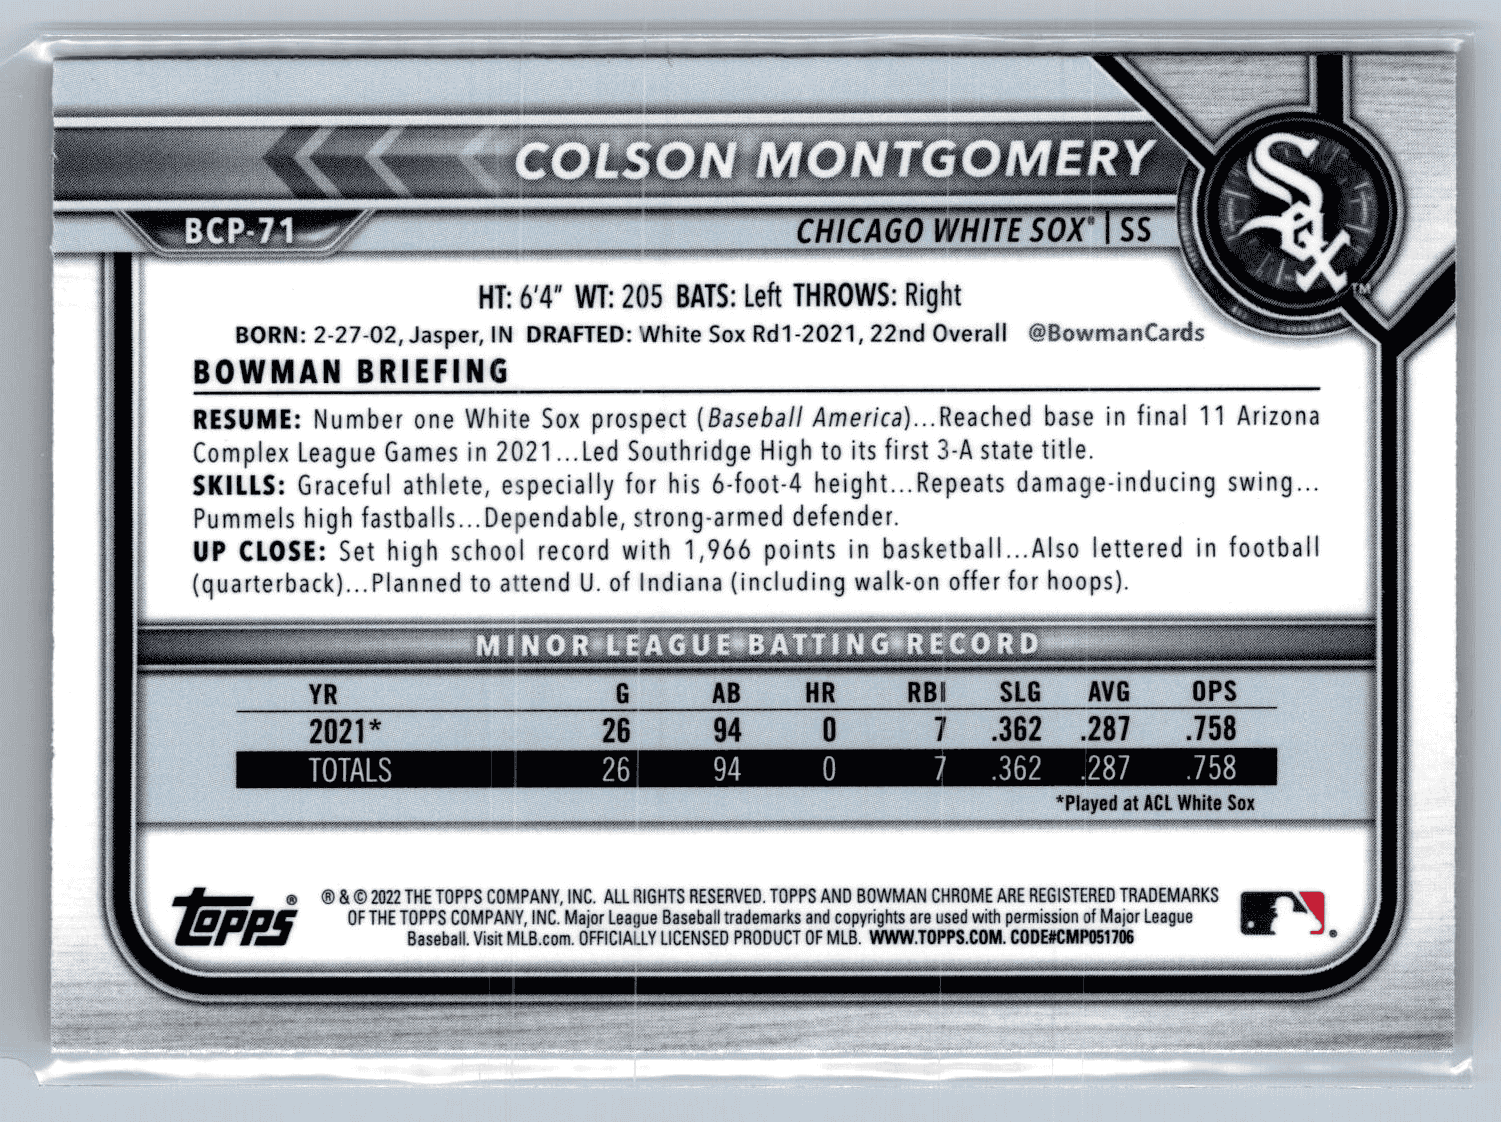 COLSON MONTGOMERY
BCP-71
CHICAGO WHITE SOX® | SS
Sox
™
HT: 6'4" WT: 205 BATS: Left THROWS: Right
BORN: 2-27-02, Jasper, IN DRAFTED: White Sox Rd1-2021, 22nd Overall @BowmanCards
BOWMAN BRIEFING
RESUME: Number one White Sox prospect (Baseball America)...Reached base in final 11 Arizona
Complex League Games in 2021...Led Southridge High to its first 3-A state title.
SKILLS: Graceful athlete, especially for his 6-foot-4 height...Repeats damage-inducing swing...
Pummels high fastballs...Dependable, strong-armed defender.
UP CLOSE: Set high school record with 1,966 points in basketball...Also lettered in football
(quarterback)...Planned to attend U. of Indiana (including walk-on offer for hoops).
MINOR LEAGUE BATTING RECORD
YR G AB HR RBI SLG AVG OPS
2021* 26 94 0 7 .362 .287 .758
TOTALS 26 94 0 7 .362 .287 .758
*Played at ACL White Sox
Topps®
® & © 2022 THE TOPPS COMPANY, INC. ALL RIGHTS RESERVED. TOPPS AND BOWMAN CHROME ARE REGISTERED TRADEMARKS
OF THE TOPPS COMPANY, INC. Major League Baseball trademarks and copyrights are used with permission of Major League
Baseball. Visit MLB.com. OFFICIALLY LICENSED PRODUCT OF MLB. WWW.TOPPS.COM. CODE#CMP051706
®